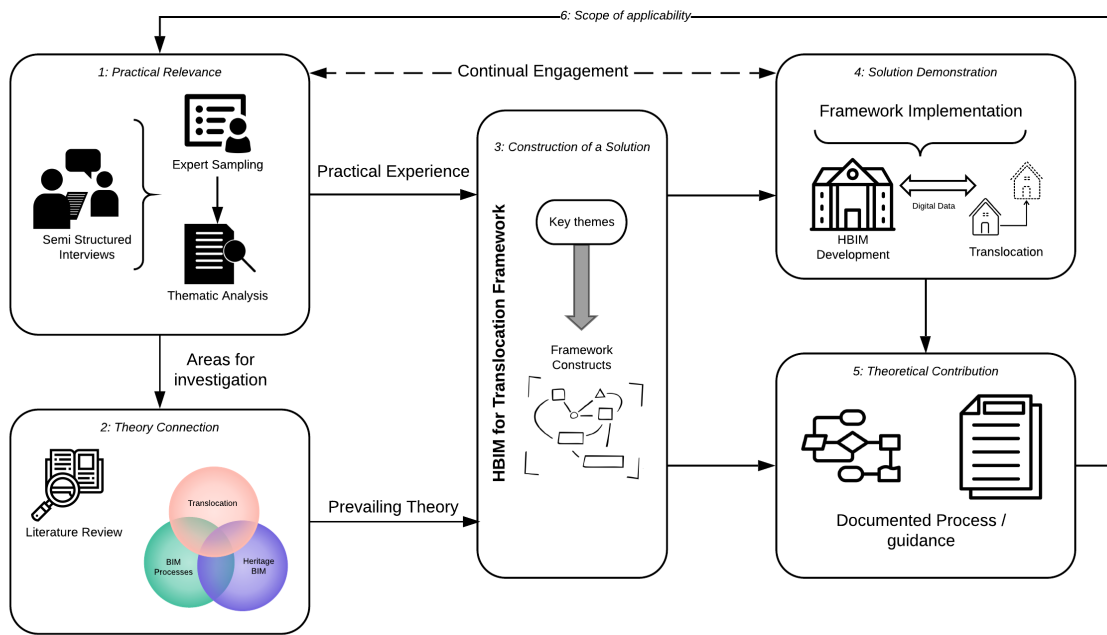 6: Scope of applicability
1: Practical Relevance
Expert Sampling
Semi Structured
Interviews
Thematic Analysis
Continual Engagement
Practical Experience
Areas for
investigation
2: Theory Connection
Literature Review
Translocation
BIM
Processes
Heritage
BIM
Prevailing Theory
3: Construction of a Solution
HBIM for Translocation Framework
Key themes
Framework
Constructs
4: Solution Demonstration
Framework Implementation
Digital Data
HBIM
Development
Translocation
5: Theoretical Contribution
Documented Process /
guidance